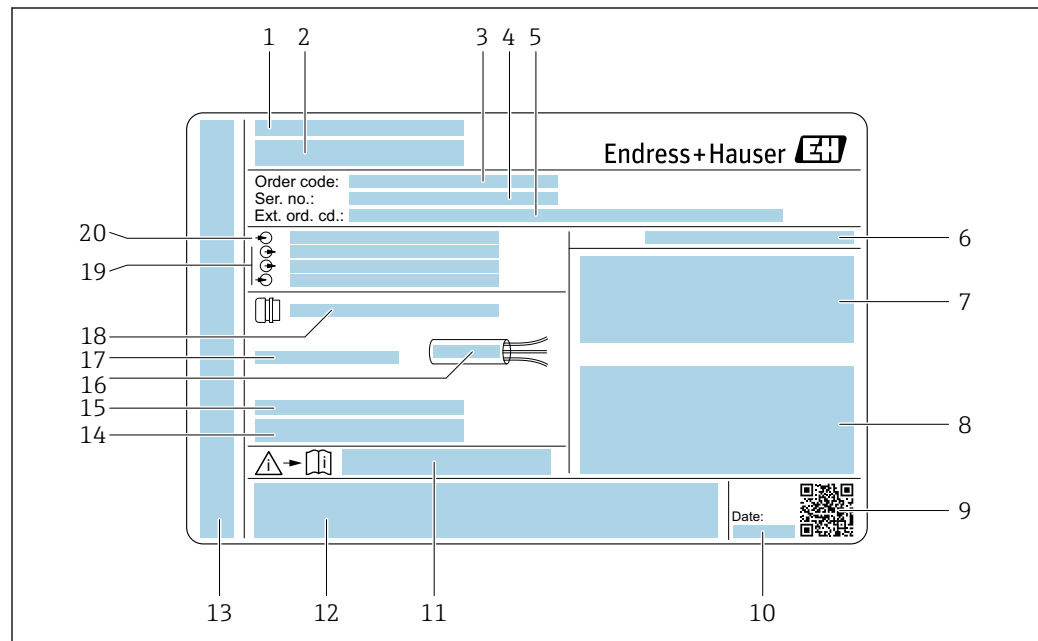 1 2 3 4 5
Endress+Hauser EH
Order code:
Ser. no.:
Ext. ord. cd.:
20
19
18
17
16
15
14
6
7
8
9
i i
Date:
13 12 11 10